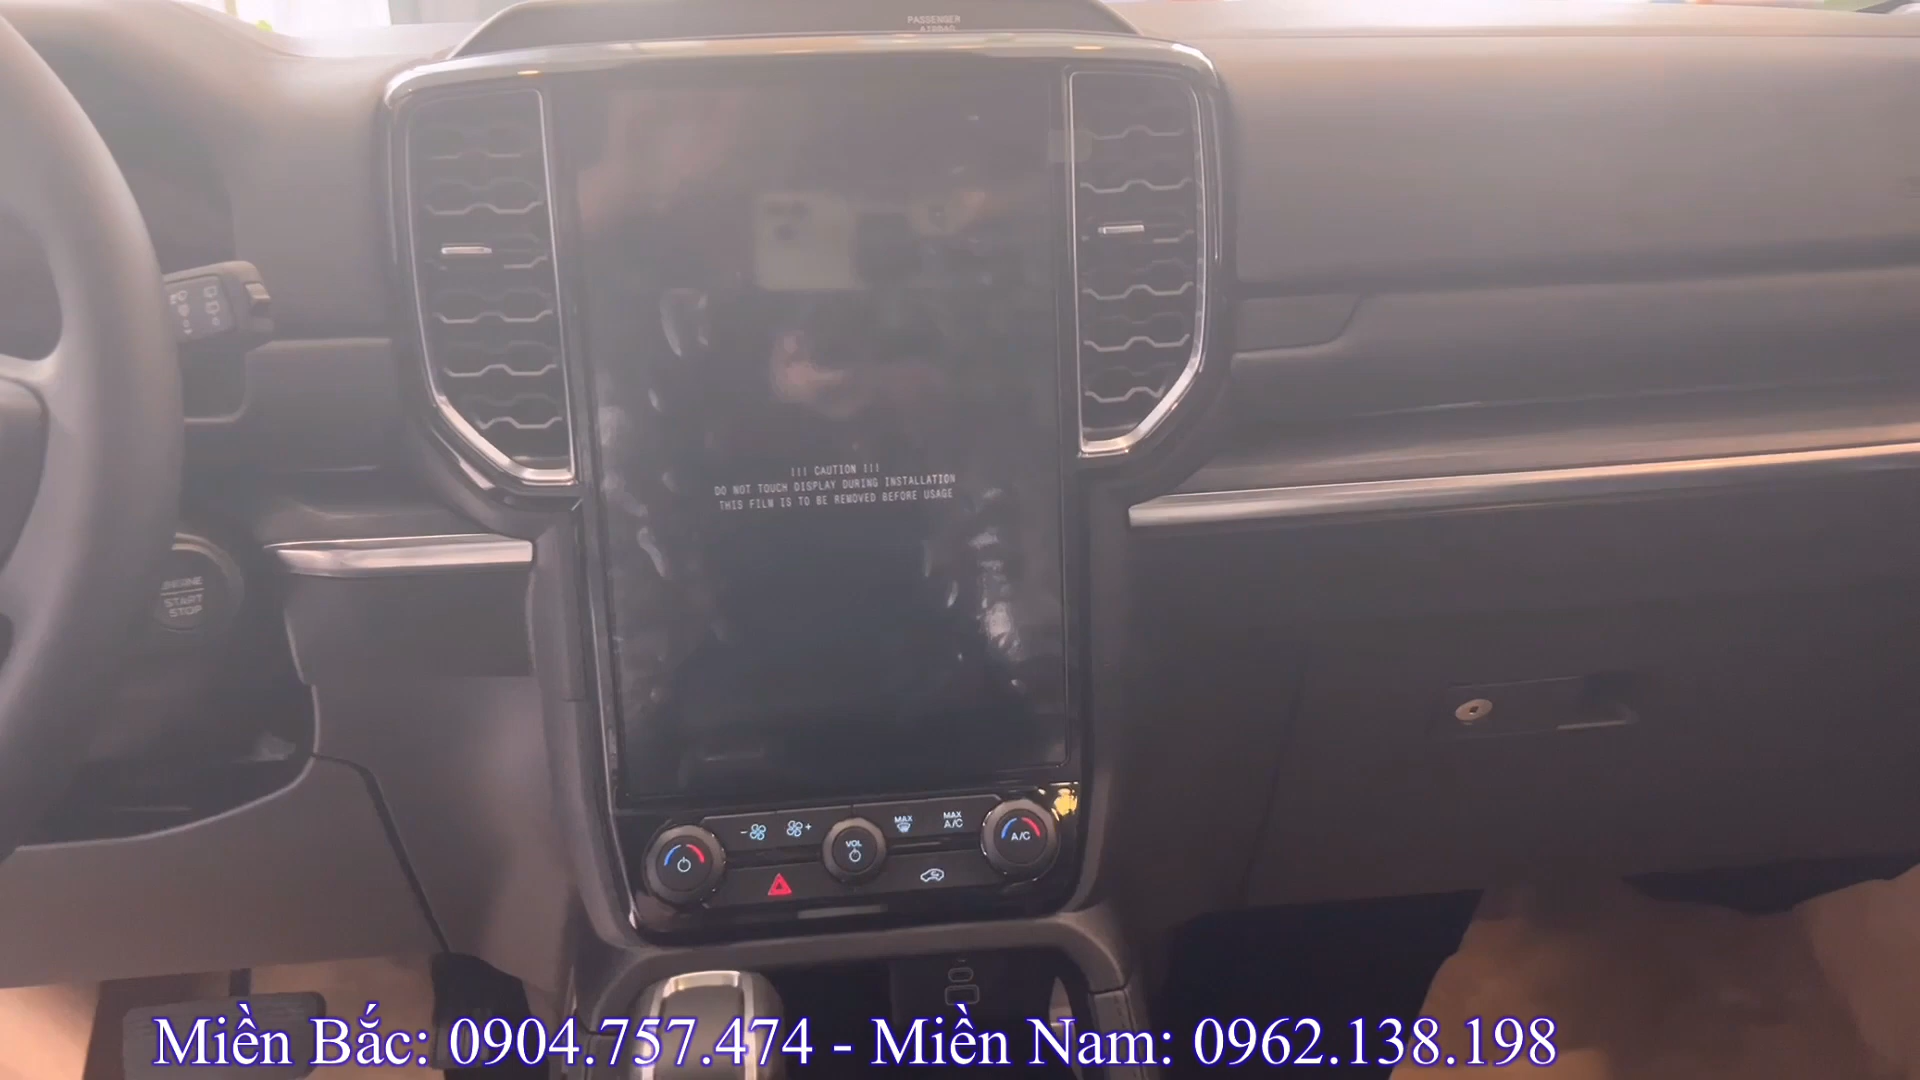 PASSENGER
AIRBAG
!!! CAUTION !!!
DO NOT TOUCH DISPLAY DURING INSTALLATION
THIS FILM IS TO BE REMOVED BEFORE USAGE
ENGINE
START
STOP
MAX
MAX
A/C
VOL
A/C
Miền Bắc: 0904.757.474 - Miền Nam: 0962.138.198